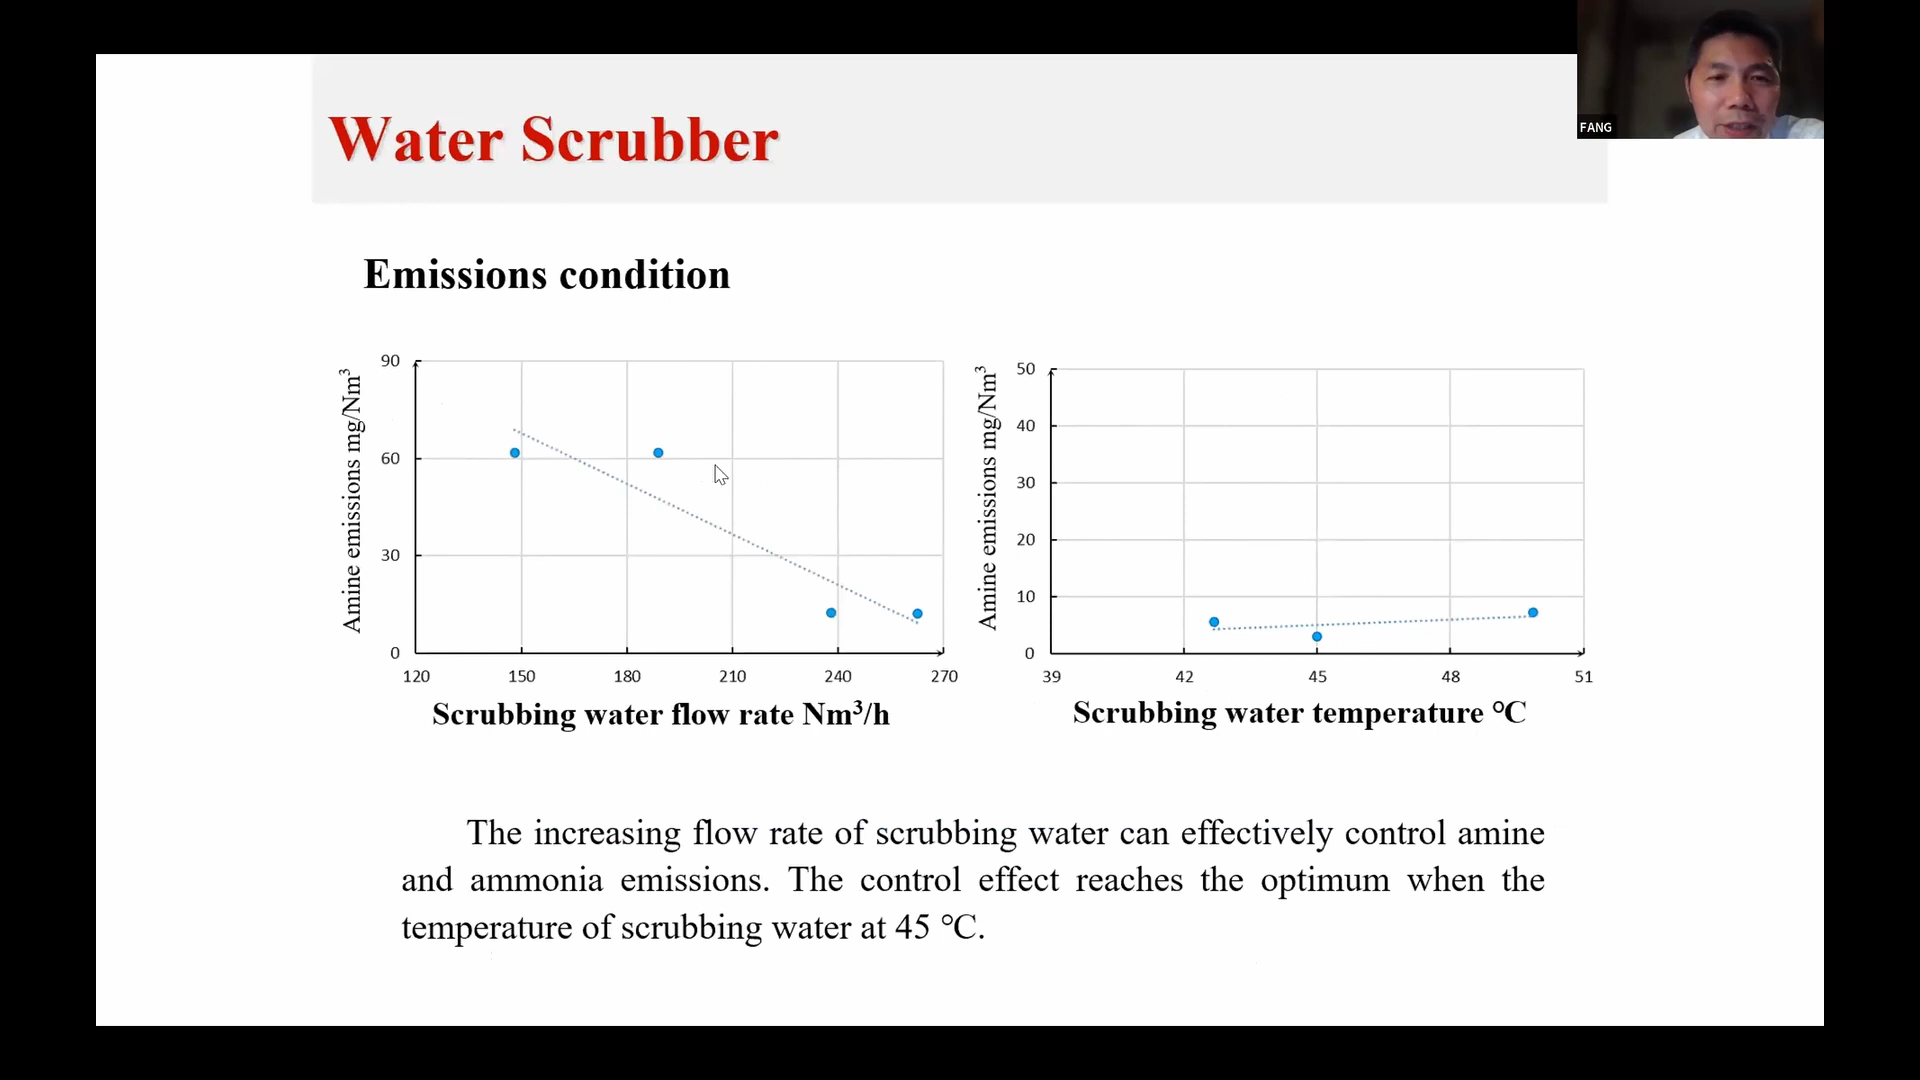 FANG
Water Scrubber
Emissions condition
Amine emissions mg/Nm³
90
60
30
0
120 150 180 210 240 270
Scrubbing water flow rate Nm³/h
Amine emissions mg/Nm³
50
40
30
20
10
0
39 42 45 48 51
Scrubbing water temperature ℃
The increasing flow rate of scrubbing water can effectively control amine
and ammonia emissions. The control effect reaches the optimum when the
temperature of scrubbing water at 45 ℃.